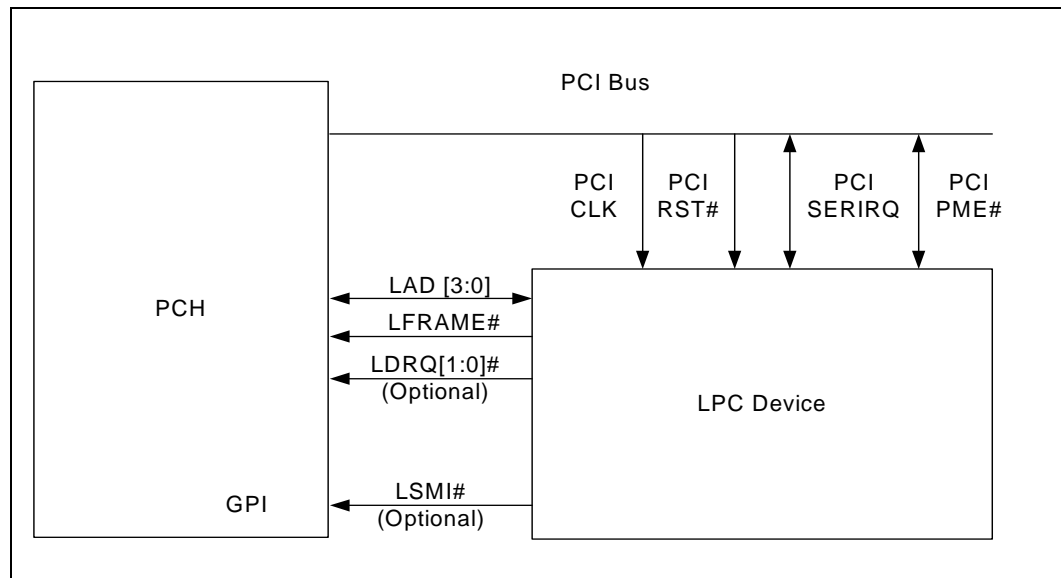 PCI Bus
PCI
CLK
PCI
RST#
PCI
SERIRQ
PCI
PME#
PCH
LAD [3:0]
LFRAME#
LDRQ[1:0]#
(Optional)
LPC Device
GPI
LSMI#
(Optional)